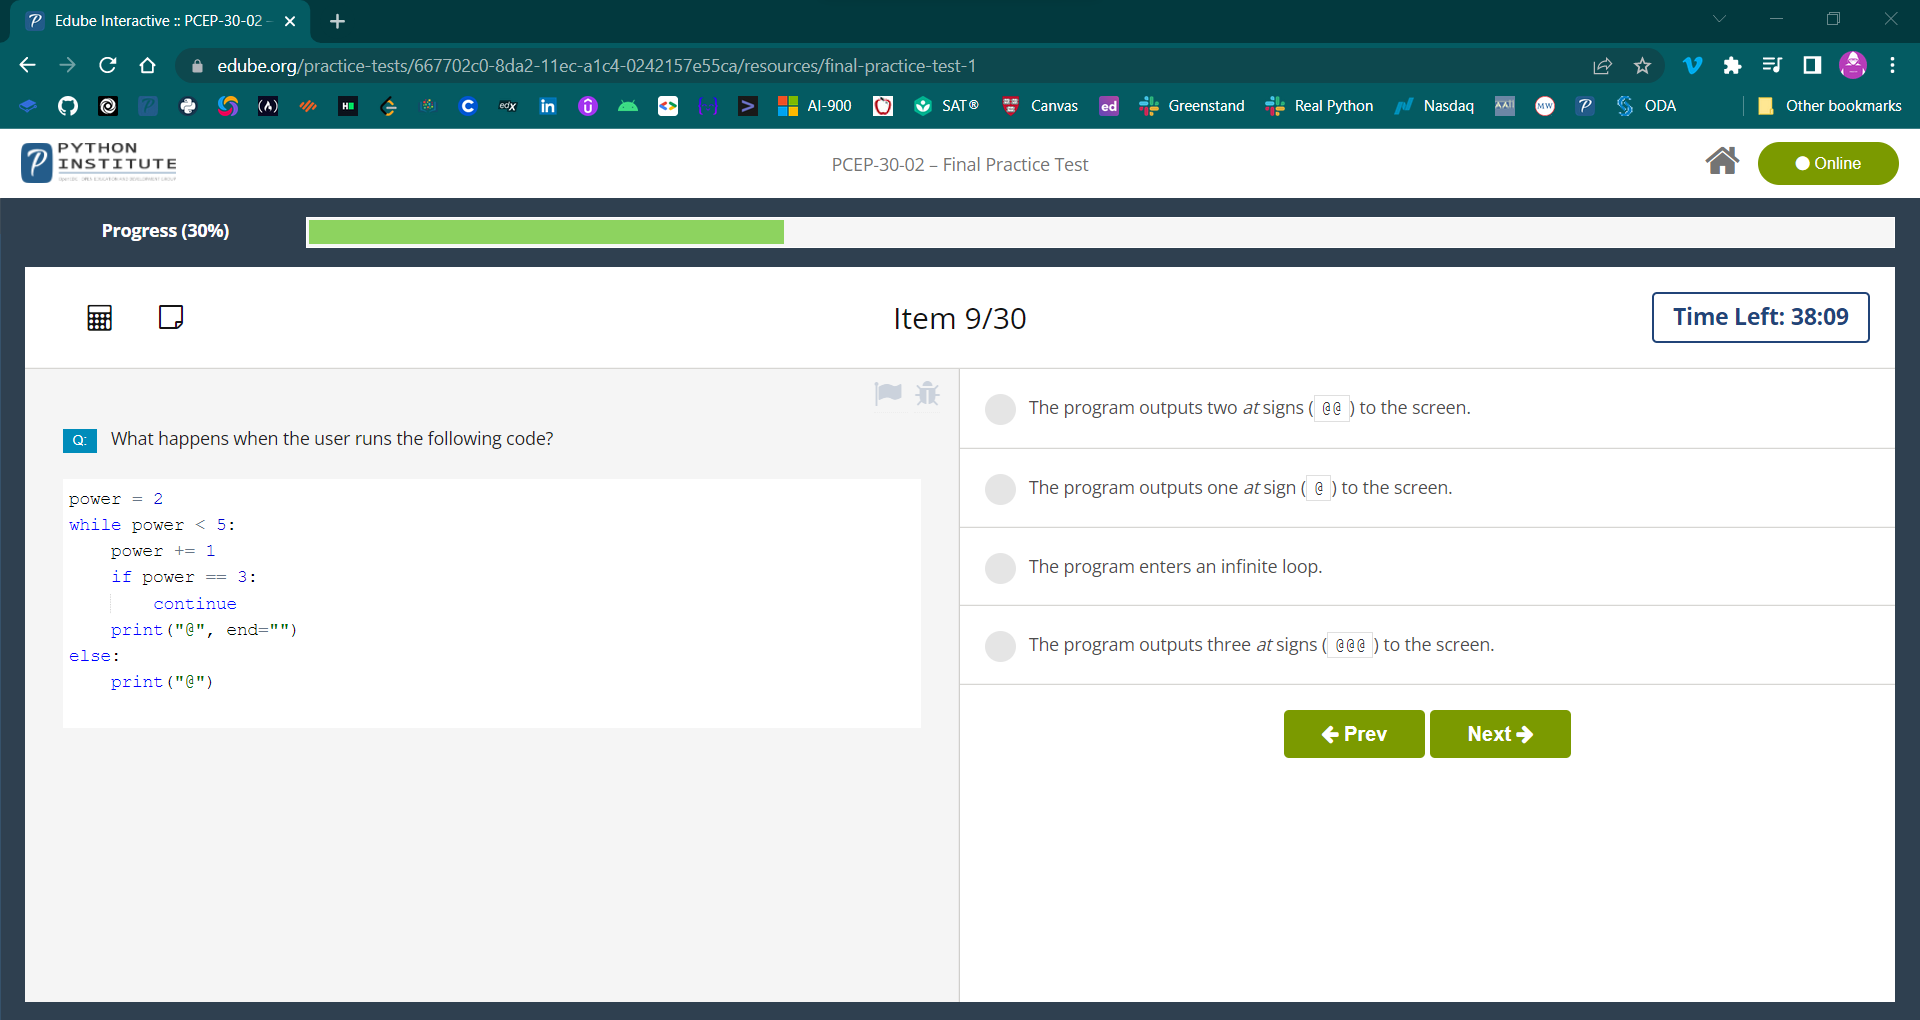 Edube Interactive :: PCEP-30-02 -
edube.org/practice-tests/667702c0-8da2-11ec-a1c4-0242157e55ca/resources/final-practice-test-1
AI-900
SAT®
Canvas
ed
Greenstand
Real Python
Nasdaq
MW
ODA
Other bookmarks
PYTHON
INSTITUTE
PCEP-30-02 – Final Practice Test
Online
Progress (30%)
Item 9/30
Time Left: 38:09
Q: What happens when the user runs the following code?
power = 2
while power < 5:
    power += 1
    if power == 3:
        continue
    print("@", end="")
else:
    print("@")
The program outputs two at signs ( @@ ) to the screen.
The program outputs one at sign ( @ ) to the screen.
The program enters an infinite loop.
The program outputs three at signs ( @@@ ) to the screen.
Prev
Next